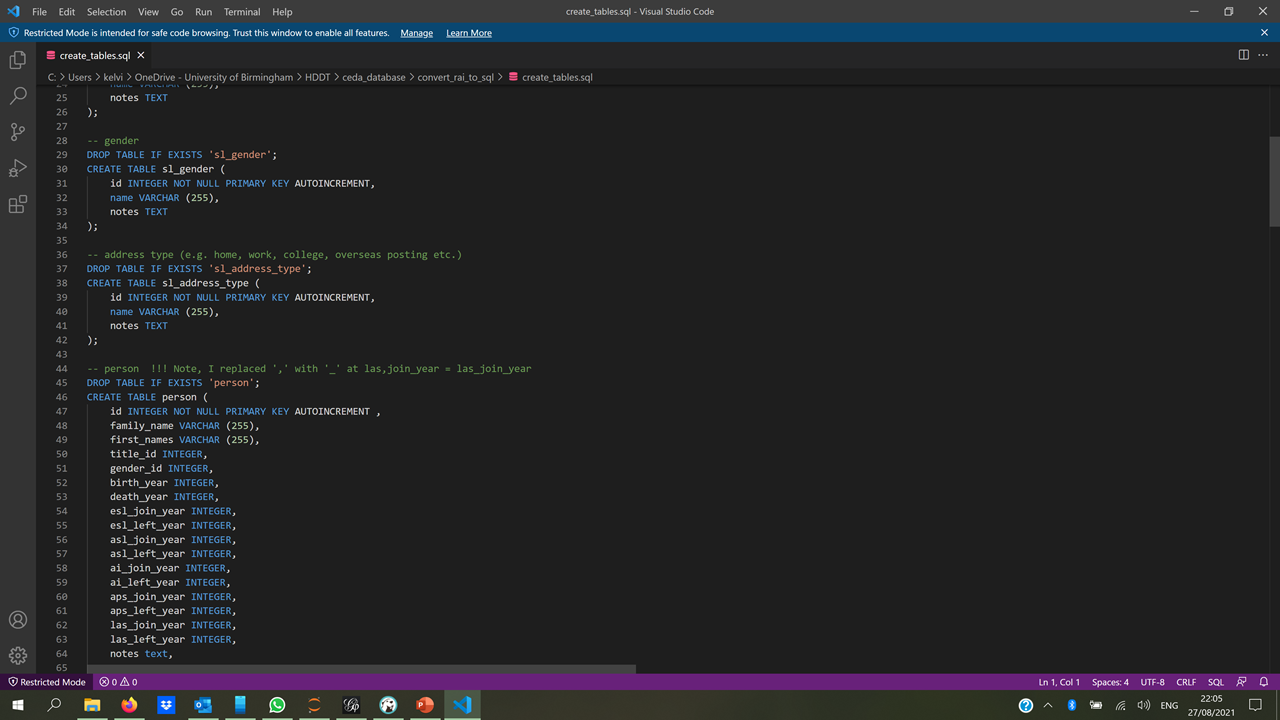 File Edit Selection View Go Run Terminal Help create_tables.sql - Visual Studio Code
Restricted Mode is intended for safe code browsing. Trust this window to enable all features. Manage Learn More
create_tables.sql
C: > Users > kelvi > OneDrive - University of Birmingham > HDDT > ceda_database > convert_rai_to_sql > create_tables.sql
24 name VARCHAR (255),
25 notes TEXT
26 );
27
28 -- gender
29 DROP TABLE IF EXISTS 'sl_gender';
30 CREATE TABLE sl_gender (
31 id INTEGER NOT NULL PRIMARY KEY AUTOINCREMENT,
32 name VARCHAR (255),
33 notes TEXT
34 );
35
36 -- address type (e.g. home, work, college, overseas posting etc.)
37 DROP TABLE IF EXISTS 'sl_address_type';
38 CREATE TABLE sl_address_type (
39 id INTEGER NOT NULL PRIMARY KEY AUTOINCREMENT,
40 name VARCHAR (255),
41 notes TEXT
42 );
43
44 -- person  !!! Note, I replaced ',' with '_' at las,join_year = las_join_year
45 DROP TABLE IF EXISTS 'person';
46 CREATE TABLE person (
47 id INTEGER NOT NULL PRIMARY KEY AUTOINCREMENT ,
48 family_name VARCHAR (255),
49 first_names VARCHAR (255),
50 title_id INTEGER,
51 gender_id INTEGER,
52 birth_year INTEGER,
53 death_year INTEGER,
54 esl_join_year INTEGER,
55 esl_left_year INTEGER,
56 asl_join_year INTEGER,
57 asl_left_year INTEGER,
58 ai_join_year INTEGER,
59 ai_left_year INTEGER,
60 aps_join_year INTEGER,
61 aps_left_year INTEGER,
62 las_join_year INTEGER,
63 las_left_year INTEGER,
64 notes text,
65
Restricted Mode 0 0 Ln 1, Col 1 Spaces: 4 UTF-8 CRLF SQL
ENG 22:05
27/08/2021